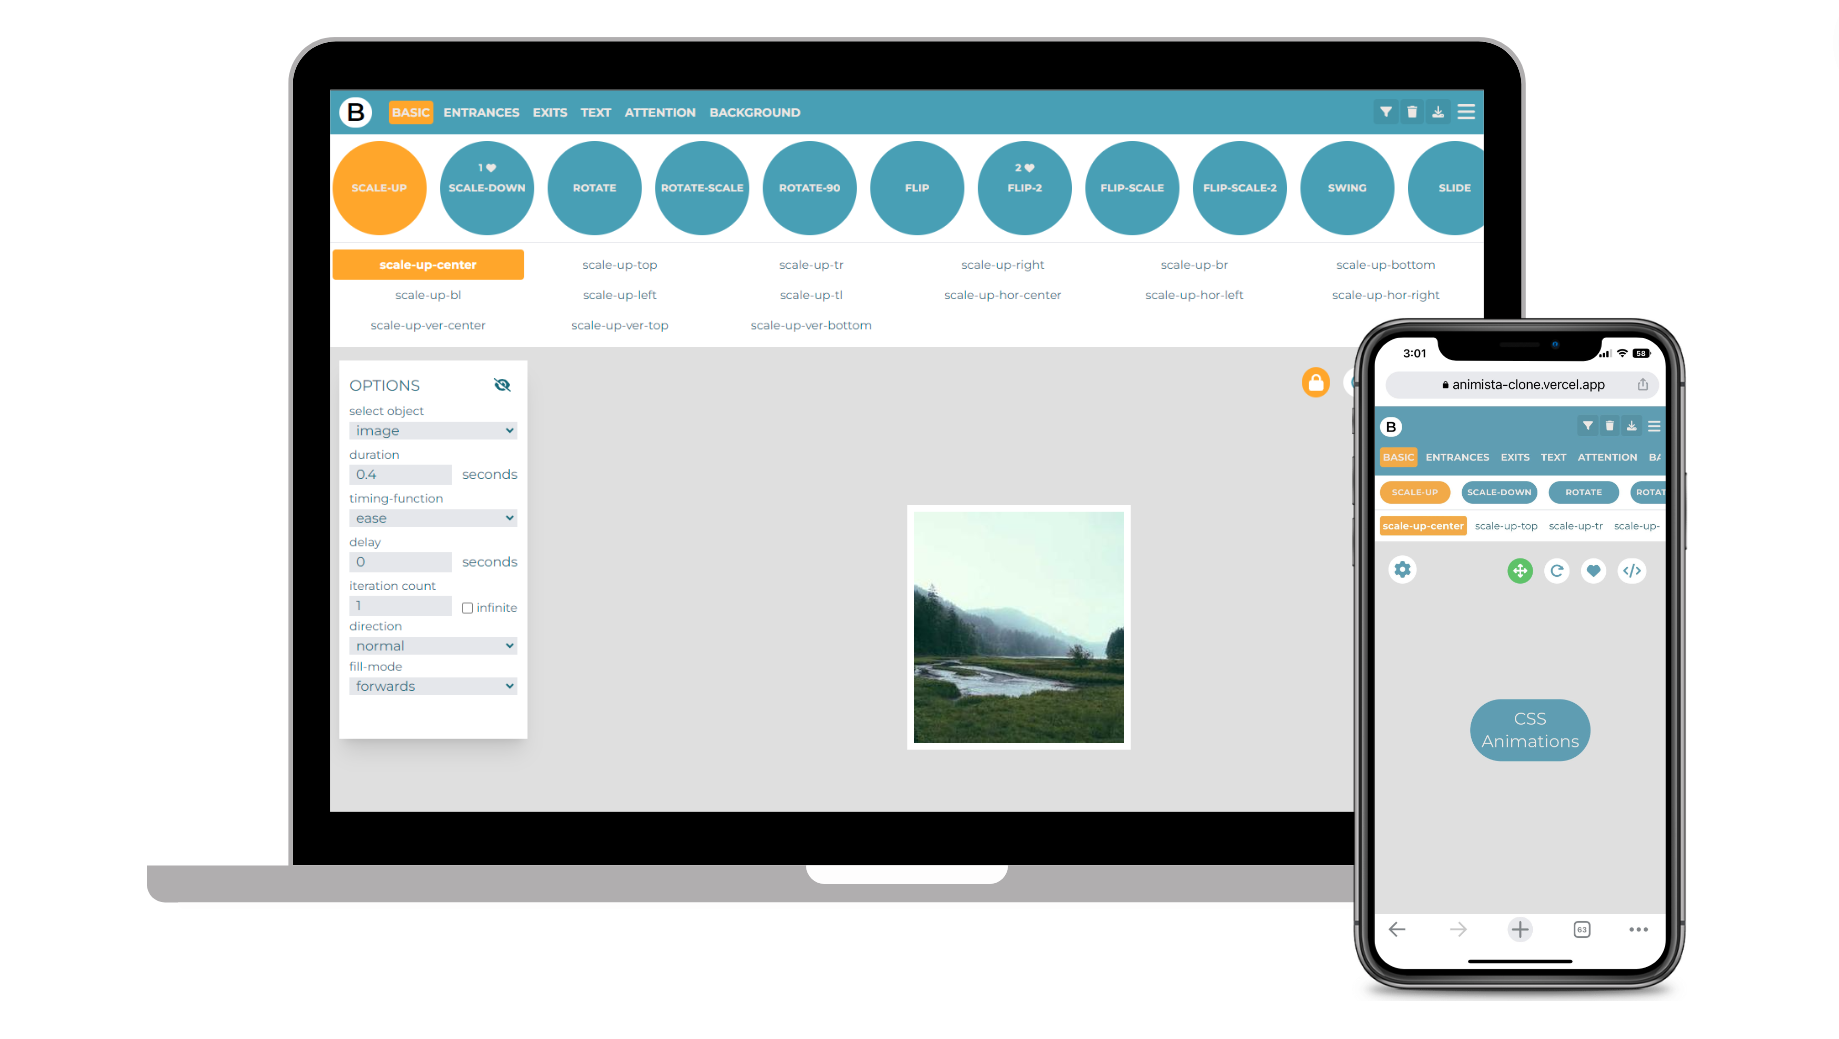 B BASIC ENTRANCES EXITS TEXT ATTENTION BACKGROUND
SCALE-UP
1
SCALE-DOWN
ROTATE
ROTATE-SCALE
ROTATE-90
FLIP
2
FLIP-2
FLIP-SCALE
FLIP-SCALE-2
SWING
SLIDE
scale-up-center scale-up-top scale-up-tr scale-up-right scale-up-br scale-up-bottom
scale-up-bl scale-up-left scale-up-tl scale-up-hor-center scale-up-hor-left scale-up-hor-right
scale-up-ver-center scale-up-ver-top scale-up-ver-bottom
OPTIONS
select object
image
duration
0.4 seconds
timing-function
ease
delay
0 seconds
iteration count
1 infinite
direction
normal
fill-mode
forwards
3:01 58
animista-clone.vercel.app
B
BASIC ENTRANCES EXITS TEXT ATTENTION BA
SCALE-UP SCALE-DOWN ROTATE ROTAT
scale-up-center scale-up-top scale-up-tr scale-up-
</>
CSS
Animations
63